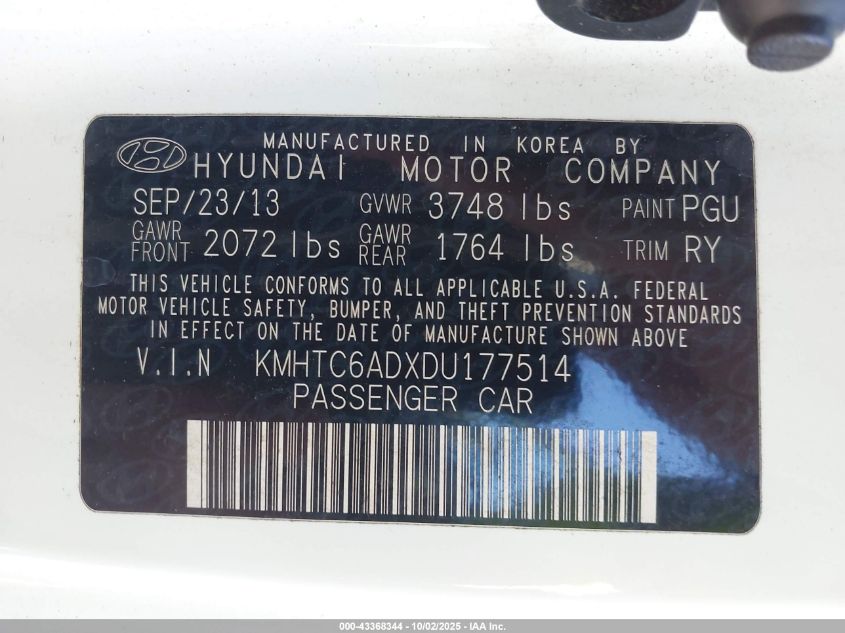 MANUFACTURED IN KOREA BY
HYUNDAI MOTOR COMPANY
SEP/23/13 GVWR 3748 lbs PAINT PGU
GAWR FRONT 2072 lbs GAWR REAR 1764 lbs TRIM RY
THIS VEHICLE CONFORMS TO ALL APPLICABLE U.S.A. FEDERAL
MOTOR VEHICLE SAFETY, BUMPER, AND THEFT PREVENTION STANDARDS
IN EFFECT ON THE DATE OF MANUFACTURE SHOWN ABOVE
V.I.N KMHTC6ADXDU177514
PASSENGER CAR
000-43368344 - 10/02/2025 - IAA Inc.